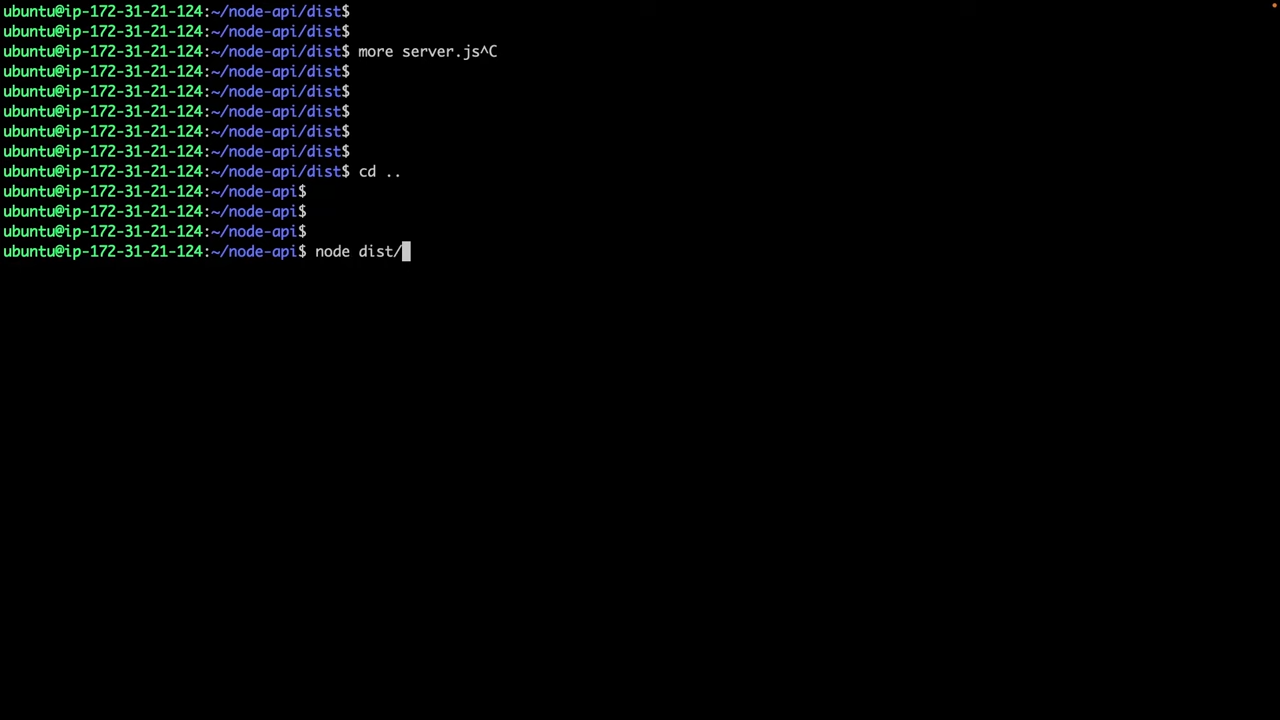 ubuntu@ip-172-31-21-124:~/node-api/dist$
ubuntu@ip-172-31-21-124:~/node-api/dist$
ubuntu@ip-172-31-21-124:~/node-api/dist$ more server.js^C
ubuntu@ip-172-31-21-124:~/node-api/dist$
ubuntu@ip-172-31-21-124:~/node-api/dist$
ubuntu@ip-172-31-21-124:~/node-api/dist$
ubuntu@ip-172-31-21-124:~/node-api/dist$
ubuntu@ip-172-31-21-124:~/node-api/dist$
ubuntu@ip-172-31-21-124:~/node-api/dist$ cd ..
ubuntu@ip-172-31-21-124:~/node-api$
ubuntu@ip-172-31-21-124:~/node-api$
ubuntu@ip-172-31-21-124:~/node-api$
ubuntu@ip-172-31-21-124:~/node-api$ node dist/